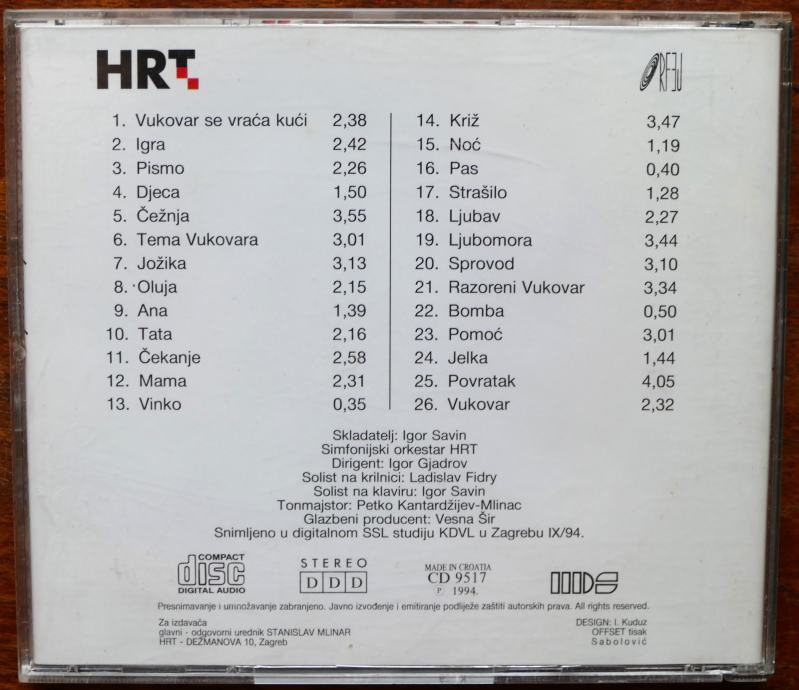 HRT
ORFEJ
1. Vukovar se vraća kući 2,38
2. Igra 2,42
3. Pismo 2,26
4. Djeca 1,50
5. Čežnja 3,55
6. Tema Vukovara 3,01
7. Jožika 3,13
8. Oluja 2,15
9. Ana 1,39
10. Tata 2,16
11. Čekanje 2,58
12. Mama 2,31
13. Vinko 0,35
14. Križ 3,47
15. Noć 1,19
16. Pas 0,40
17. Strašilo 1,28
18. Ljubav 2,27
19. Ljubomora 3,44
20. Sprovod 3,10
21. Razoreni Vukovar 3,34
22. Bomba 0,50
23. Pomoć 3,01
24. Jelka 1,44
25. Povratak 4,05
26. Vukovar 2,32
Skladatelj: Igor Savin
Simfonijski orkestar HRT
Dirigent: Igor Gjadrov
Solist na krilnici: Ladislav Fidry
Solist na klaviru: Igor Savin
Tonmajstor: Petko Kantardžijev-Mlinac
Glazbeni producent: Vesna Šir
Snimljeno u digitalnom SSL studiju KDVL u Zagrebu IX/94.
COMPACT
disc
DIGITAL AUDIO
STEREO
DDD
MADE IN CROATIA
CD 9517
P 1994.
Presnimavanje i umnožavanje zabranjeno. Javno izvođenje i emitiranje podliježe zaštiti autorskih prava. All rights reserved.
Za izdavača
glavni - odgovorni urednik STANISLAV MLINAR
HRT - DEŽMANOVA 10, Zagreb
DESIGN: I. Kuduz
OFFSET tisak
Sabolović